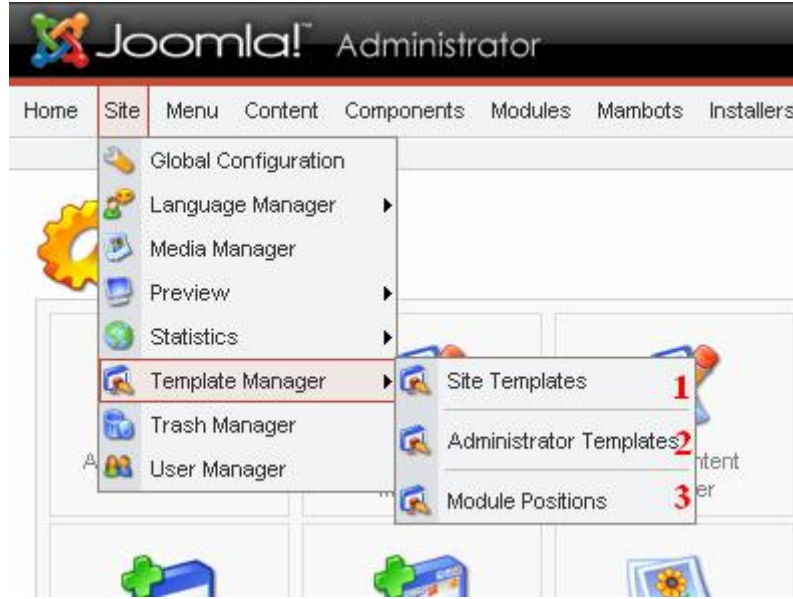 Joomla!™ Administrator
Home Site Menu Content Components Modules Mambots Installers
Global Configuration
Language Manager
Media Manager
Preview
Statistics
Template Manager
Trash Manager
User Manager
Site Templates 1
Administrator Templates 2
Module Positions 3